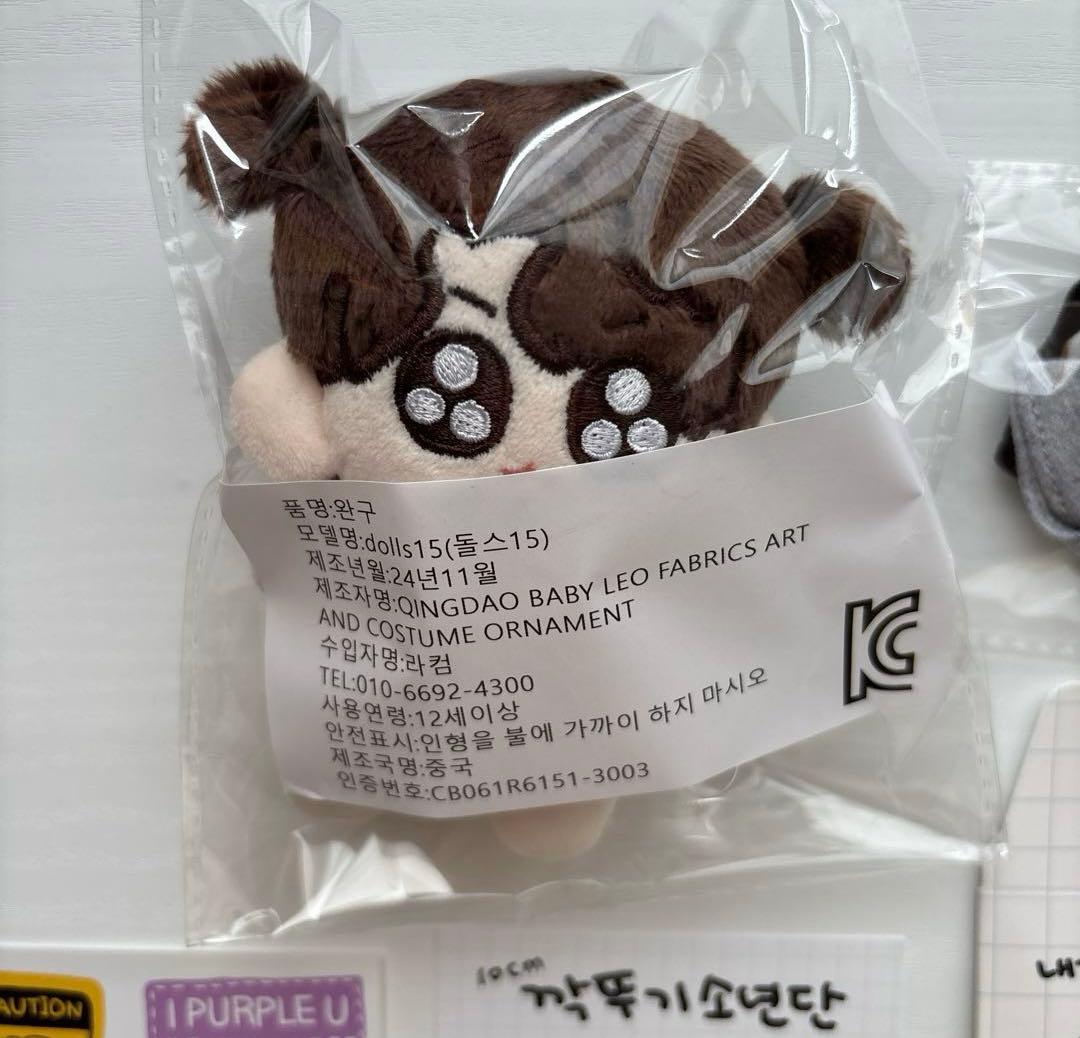 품명:완구
모델명:dolls15(돌스15)
제조년월:24년11월
제조자명:QINGDAO BABY LEO FABRICS ART
AND COSTUME ORNAMENT
수입자명:라컴
TEL:010-6692-4300
사용연령:12세이상
안전표시:인형을 불에 가까이 하지 마시오
제조국명:중국
인증번호:CB061R6151-3003
KC
AUTION
I PURPLE U
10cm
깍뚜기소년단